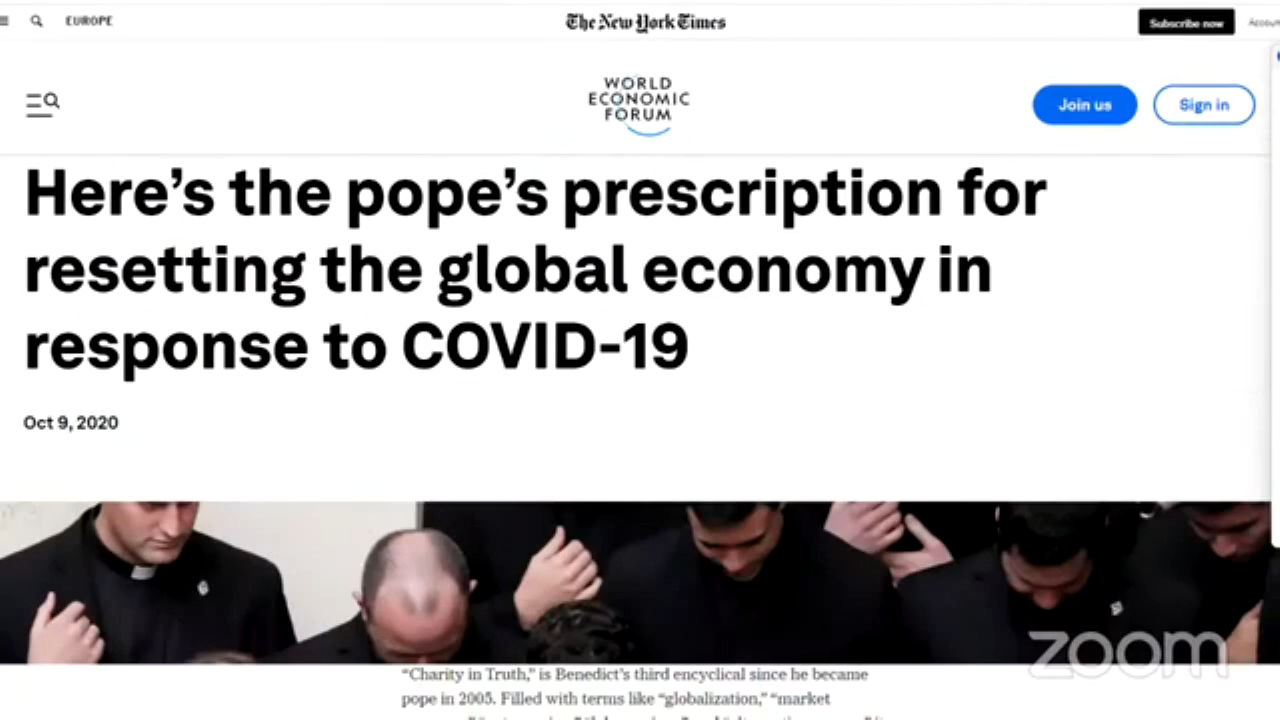 EUROPE
The New York Times
Subscribe now
WORLD
ECONOMIC
FORUM
Join us
Sign in
Here's the pope's prescription for
resetting the global economy in
response to COVID-19
Oct 9, 2020
zoom
“Charity in Truth,” is Benedict's third encyclical since he became
pope in 2005. Filled with terms like “globalization,” “market